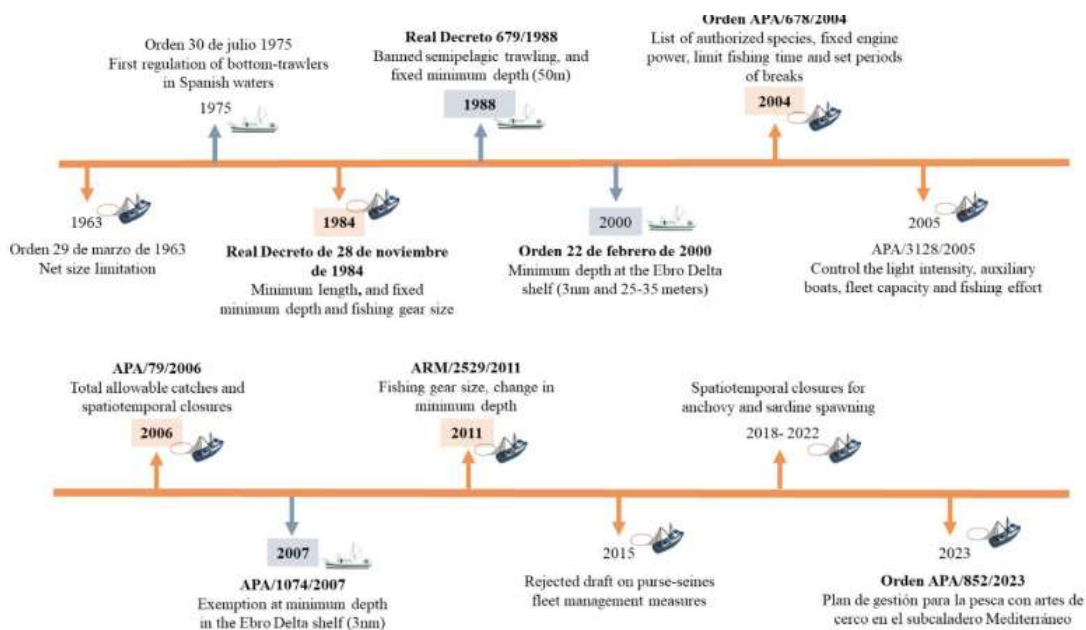 Orden 30 de julio 1975
First regulation of bottom-trawlers
in Spanish waters
1975
Real Decreto 679/1988
Banned semipelagic trawling, and
fixed minimum depth (50m)
1988
Orden APA/678/2004
List of authorized species, fixed engine
power, limit fishing time and set periods
of breaks
2004
1963
Orden 29 de marzo de 1963
Net size limitation
1984
Real Decreto de 28 de noviembre
de 1984
Minimum length, and fixed
minimum depth and fishing gear size
2000
Orden 22 de febrero de 2000
Minimum depth at the Ebro Delta
shelf (3nm and 25-35 meters)
2005
APA/3128/2005
Control the light intensity, auxiliary
boats, fleet capacity and fishing effort
APA/79/2006
Total allowable catches and
spatiotemporal closures
2006
ARM/2529/2011
Fishing gear size, change in
minimum depth
2011
Spatiotemporal closures for
anchovy and sardine spawning
2018- 2022
2007
APA/1074/2007
Exemption at minimum depth
in the Ebro Delta shelf (3nm)
2015
Rejected draft on purse-seines
fleet management measures
2023
Orden APA/852/2023
Plan de gestión para la pesca con artes de
cerco en el subcaladero Mediterráneo